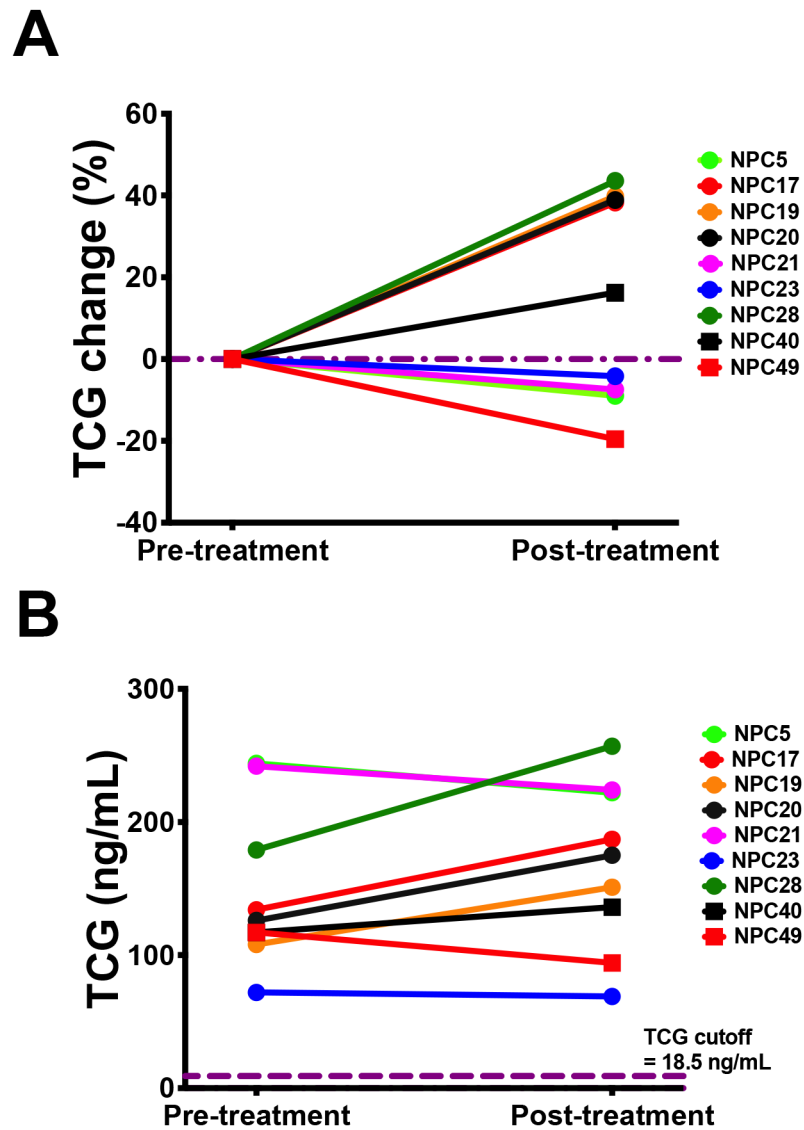 A
TCG change (%)
60
40
20
0
-20
-40
Pre-treatment
Post-treatment
NPC5
NPC17
NPC19
NPC20
NPC21
NPC23
NPC28
NPC40
NPC49
B
TCG (ng/mL)
300
200
100
0
Pre-treatment
Post-treatment
NPC5
NPC17
NPC19
NPC20
NPC21
NPC23
NPC28
NPC40
NPC49
TCG cutoff
= 18.5 ng/mL